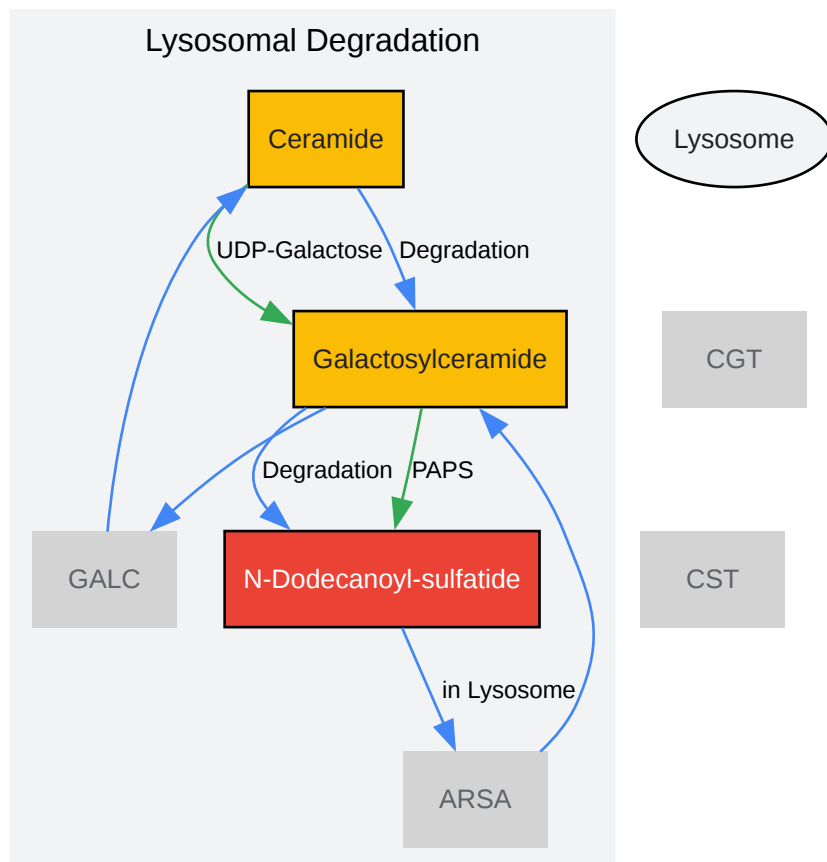 Lysosomal Degradation
Ceramide
Lysosome
UDP-Galactose
Degradation
Galactosylceramide
CGT
Degradation
PAPS
GALC
N-Dodecanoyl-sulfatide
CST
in Lysosome
ARSA